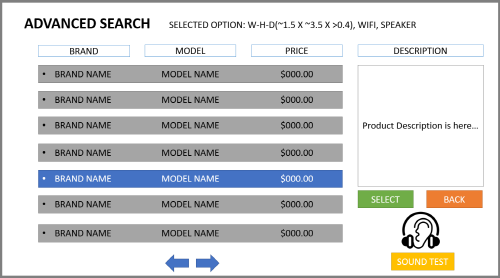 ADVANCED SEARCH SELECTED OPTION: W-H-D(~1.5 X ~3.5 X >0.4), WIFI, SPEAKER
BRAND MODEL PRICE DESCRIPTION
• BRAND NAME MODEL NAME $000.00
• BRAND NAME MODEL NAME $000.00
• BRAND NAME MODEL NAME $000.00
Product Description is here...
• BRAND NAME MODEL NAME $000.00
• BRAND NAME MODEL NAME $000.00
• BRAND NAME MODEL NAME $000.00
• BRAND NAME MODEL NAME $000.00
SELECT BACK
SOUND TEST